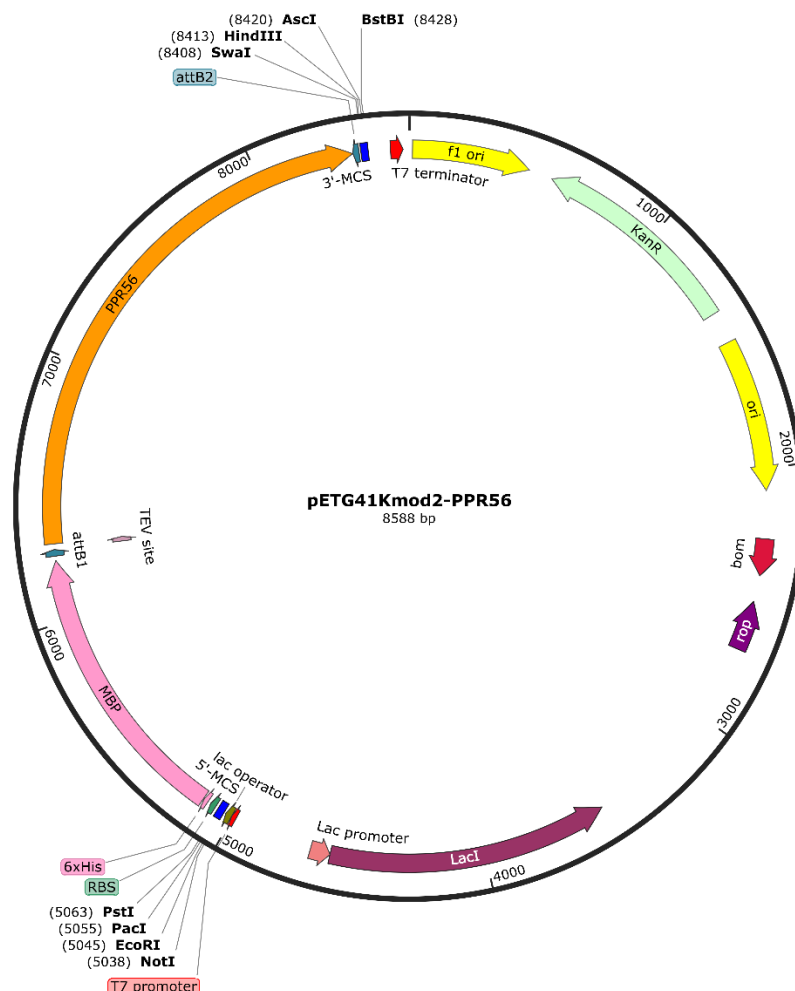 (8420) AscI
BstBI (8428)
(8413) HindIII
(8408) SwaI
attB2
8000
3'-MCS
T7 terminator
f1 ori
1000
KanR
PPR56
7000
ori
2000
pETG41Kmod2-PPR56
8588 bp
TEV site
attB1
bom
rop
6000
MBP
3000
lac operator
5'-MCS
5000
Lac promoter
LacI
4000
6xHis
RBS
(5063) PstI
(5055) PacI
(5045) EcoRI
(5038) NotI
T7 promoter